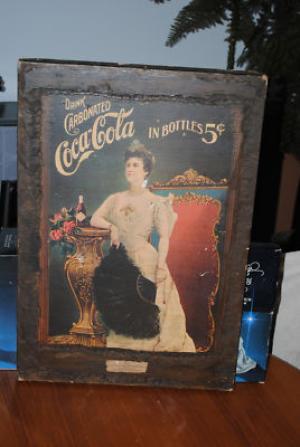 DRINK
CARBONATED
Coca-Cola
IN BOTTLES 5¢